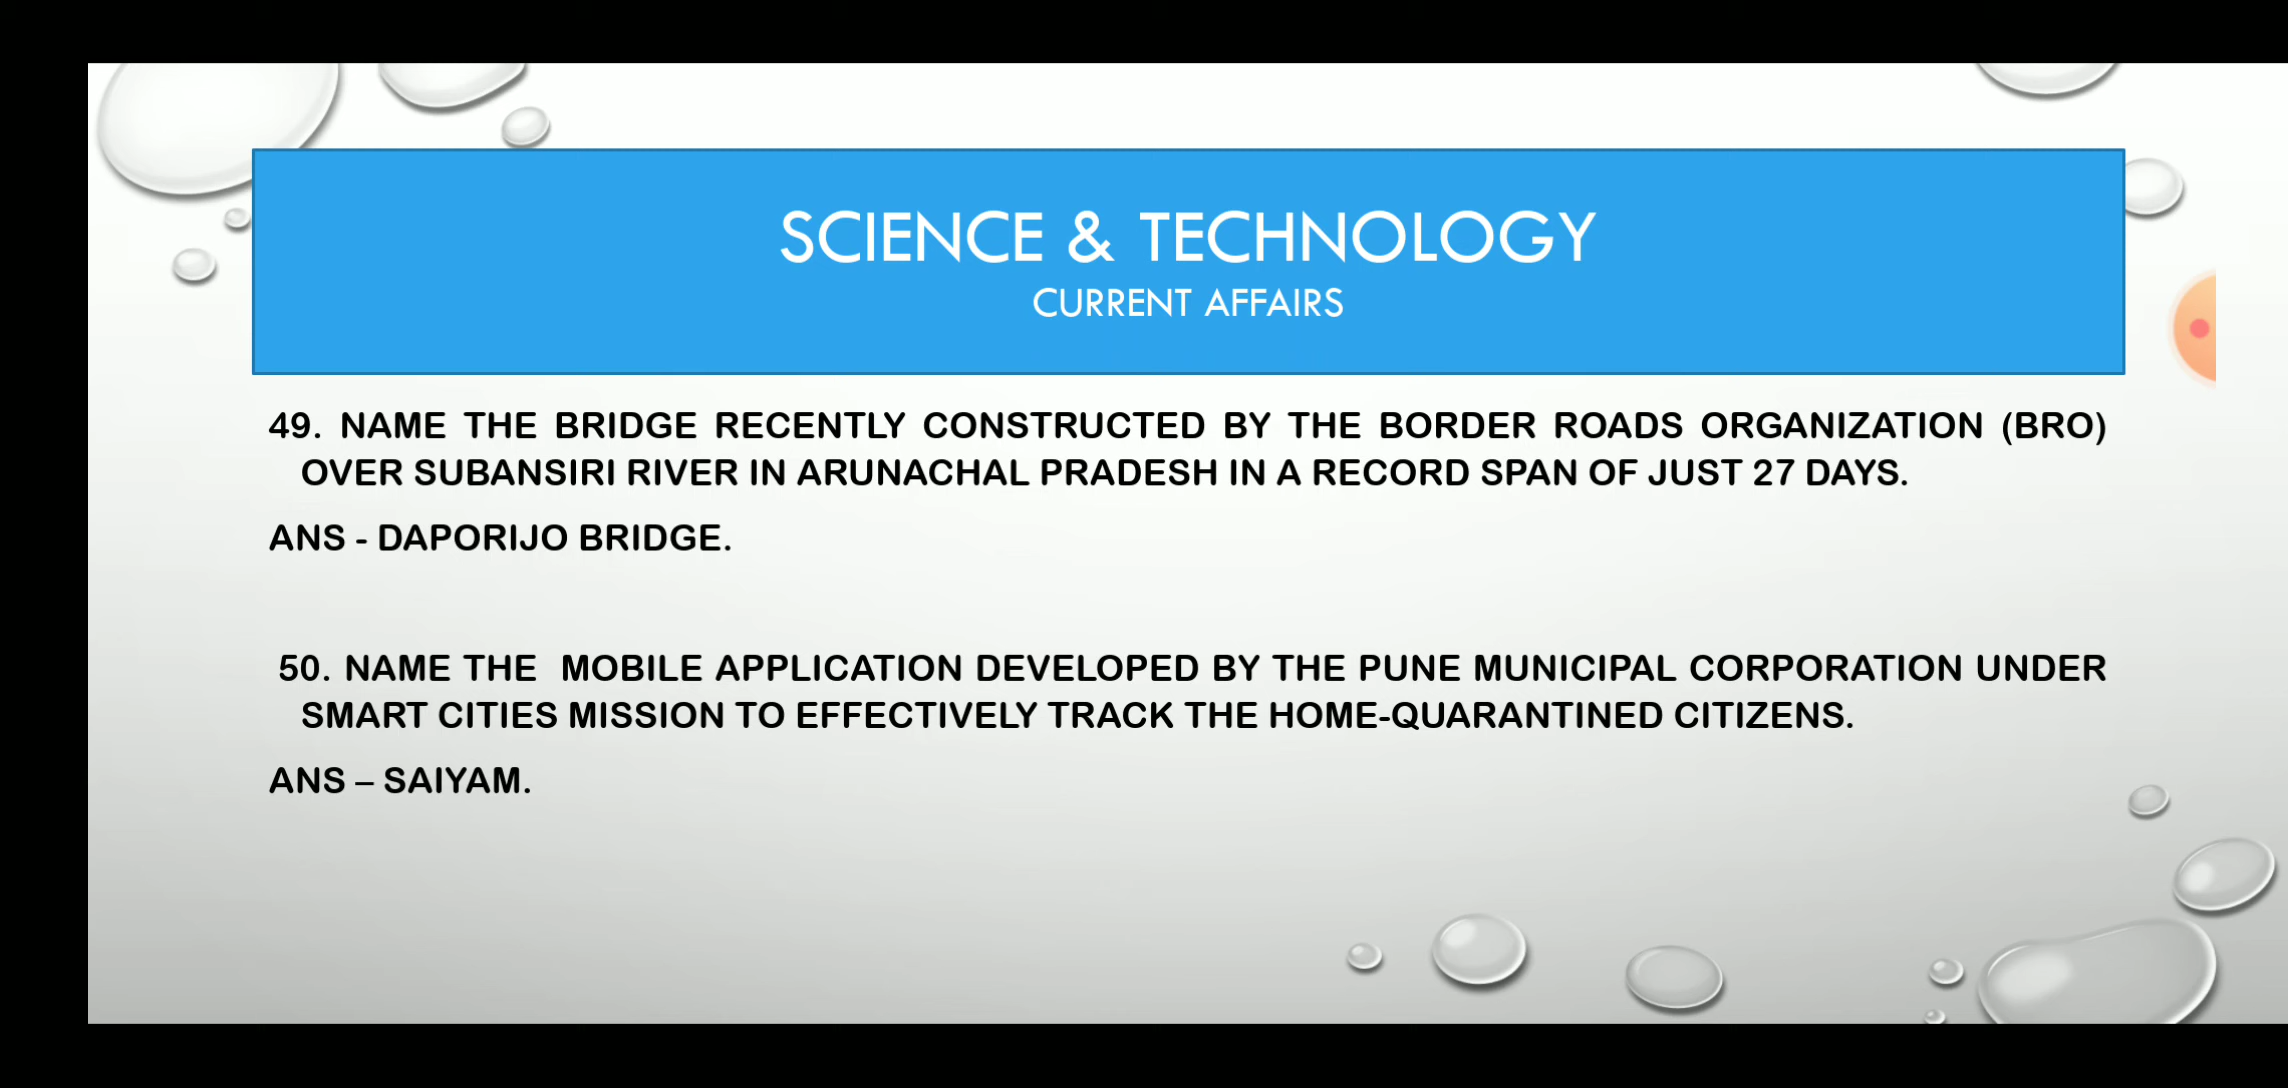 SCIENCE & TECHNOLOGY
CURRENT AFFAIRS
49. NAME THE BRIDGE RECENTLY CONSTRUCTED BY THE BORDER ROADS ORGANIZATION (BRO)
OVER SUBANSIRI RIVER IN ARUNACHAL PRADESH IN A RECORD SPAN OF JUST 27 DAYS.
ANS - DAPORIJO BRIDGE.
50. NAME THE MOBILE APPLICATION DEVELOPED BY THE PUNE MUNICIPAL CORPORATION UNDER
SMART CITIES MISSION TO EFFECTIVELY TRACK THE HOME-QUARANTINED CITIZENS.
ANS – SAIYAM.